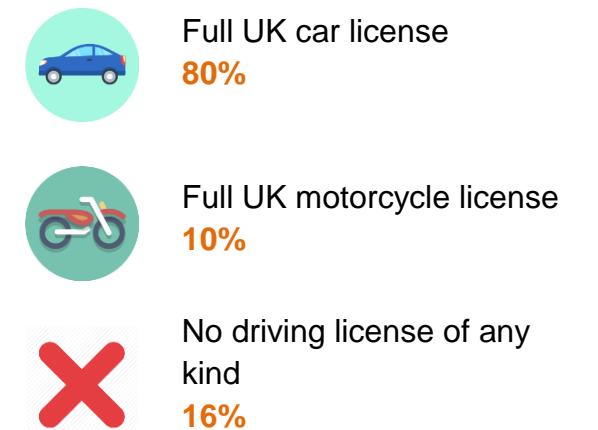 Full UK car license
80%
Full UK motorcycle license
10%
No driving license of any
kind
16%